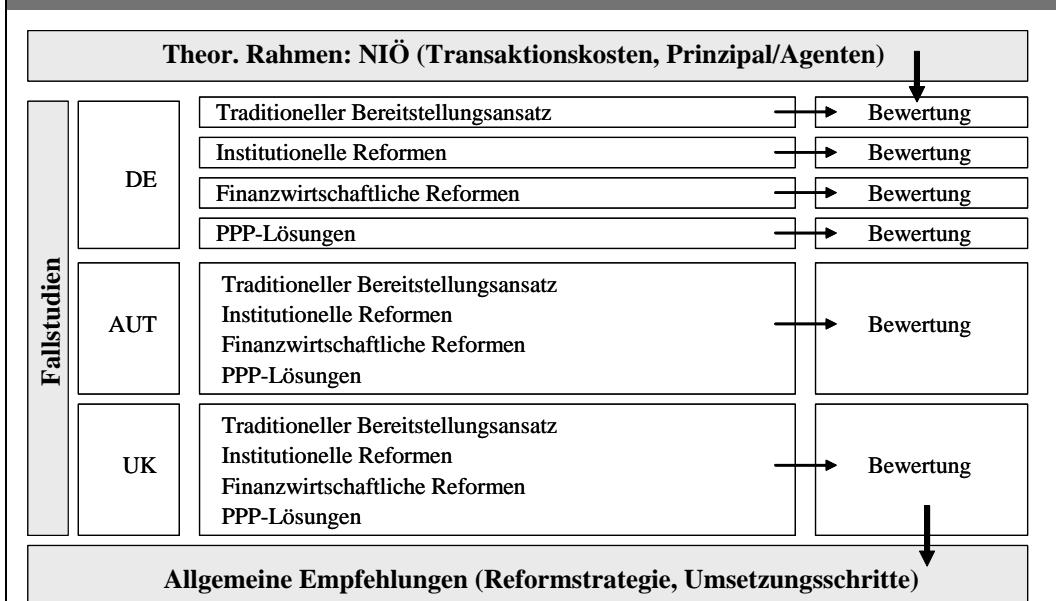 Theor. Rahmen: NIÖ (Transaktionskosten, Prinzipal/Agenten)
Fallstudien
DE
Traditioneller Bereitstellungsansatz
Bewertung
Institutionelle Reformen
Bewertung
Finanzwirtschaftliche Reformen
Bewertung
PPP-Lösungen
Bewertung
AUT
Traditioneller Bereitstellungsansatz
Institutionelle Reformen
Finanzwirtschaftliche Reformen
PPP-Lösungen
Bewertung
UK
Traditioneller Bereitstellungsansatz
Institutionelle Reformen
Finanzwirtschaftliche Reformen
PPP-Lösungen
Bewertung
Allgemeine Empfehlungen (Reformstrategie, Umsetzungsschritte)